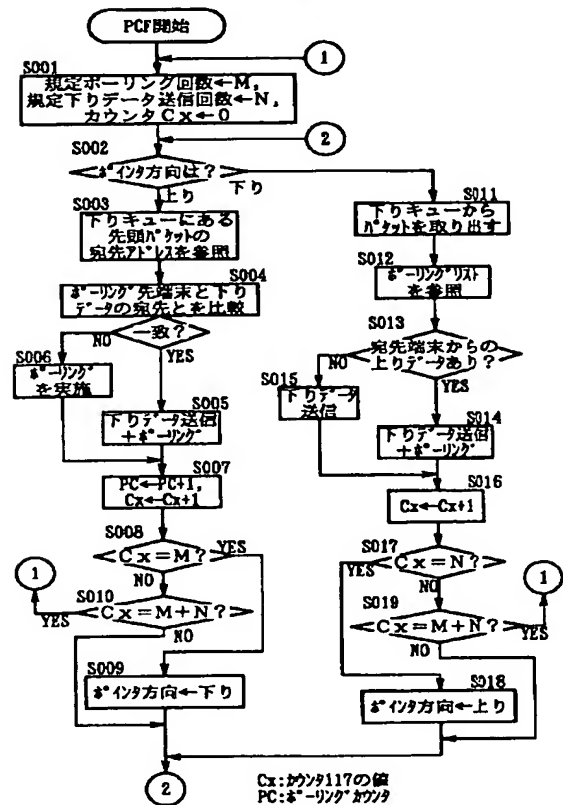 PCF開始
1
S001
規定ポーリング回数←M,
規定下りデータ送信回数←N,
カウンタCx←0
2
S002
ポインタ方向は?
上り
下り
S003
下りキューにある
先頭パケットの
宛先アドレスを参照
S004
ポーリング先端末と下り
データの宛先とを比較
一致?
NO
YES
S006
ポーリング
を実施
S005
下りデータ送信
+ポーリング
S007
PC←PC+1,
Cx←Cx+1
S008
Cx=M?
YES
NO
1
S010
Cx=M+N?
YES
NO
S009
ポインタ方向←下り
S011
下りキューから
パケットを取り出す
S012
ポーリングリスト
を参照
S013
宛先端末からの
上りデータあり?
NO
YES
S015
下りデータ
送信
S014
下りデータ送信
+ポーリング
S016
Cx←Cx+1
S017
Cx=N?
YES
NO
1
S019
Cx=M+N?
YES
NO
S018
ポインタ方向←上り
2
Cx:カウンタ117の値
PC:ポーリングカウンタ